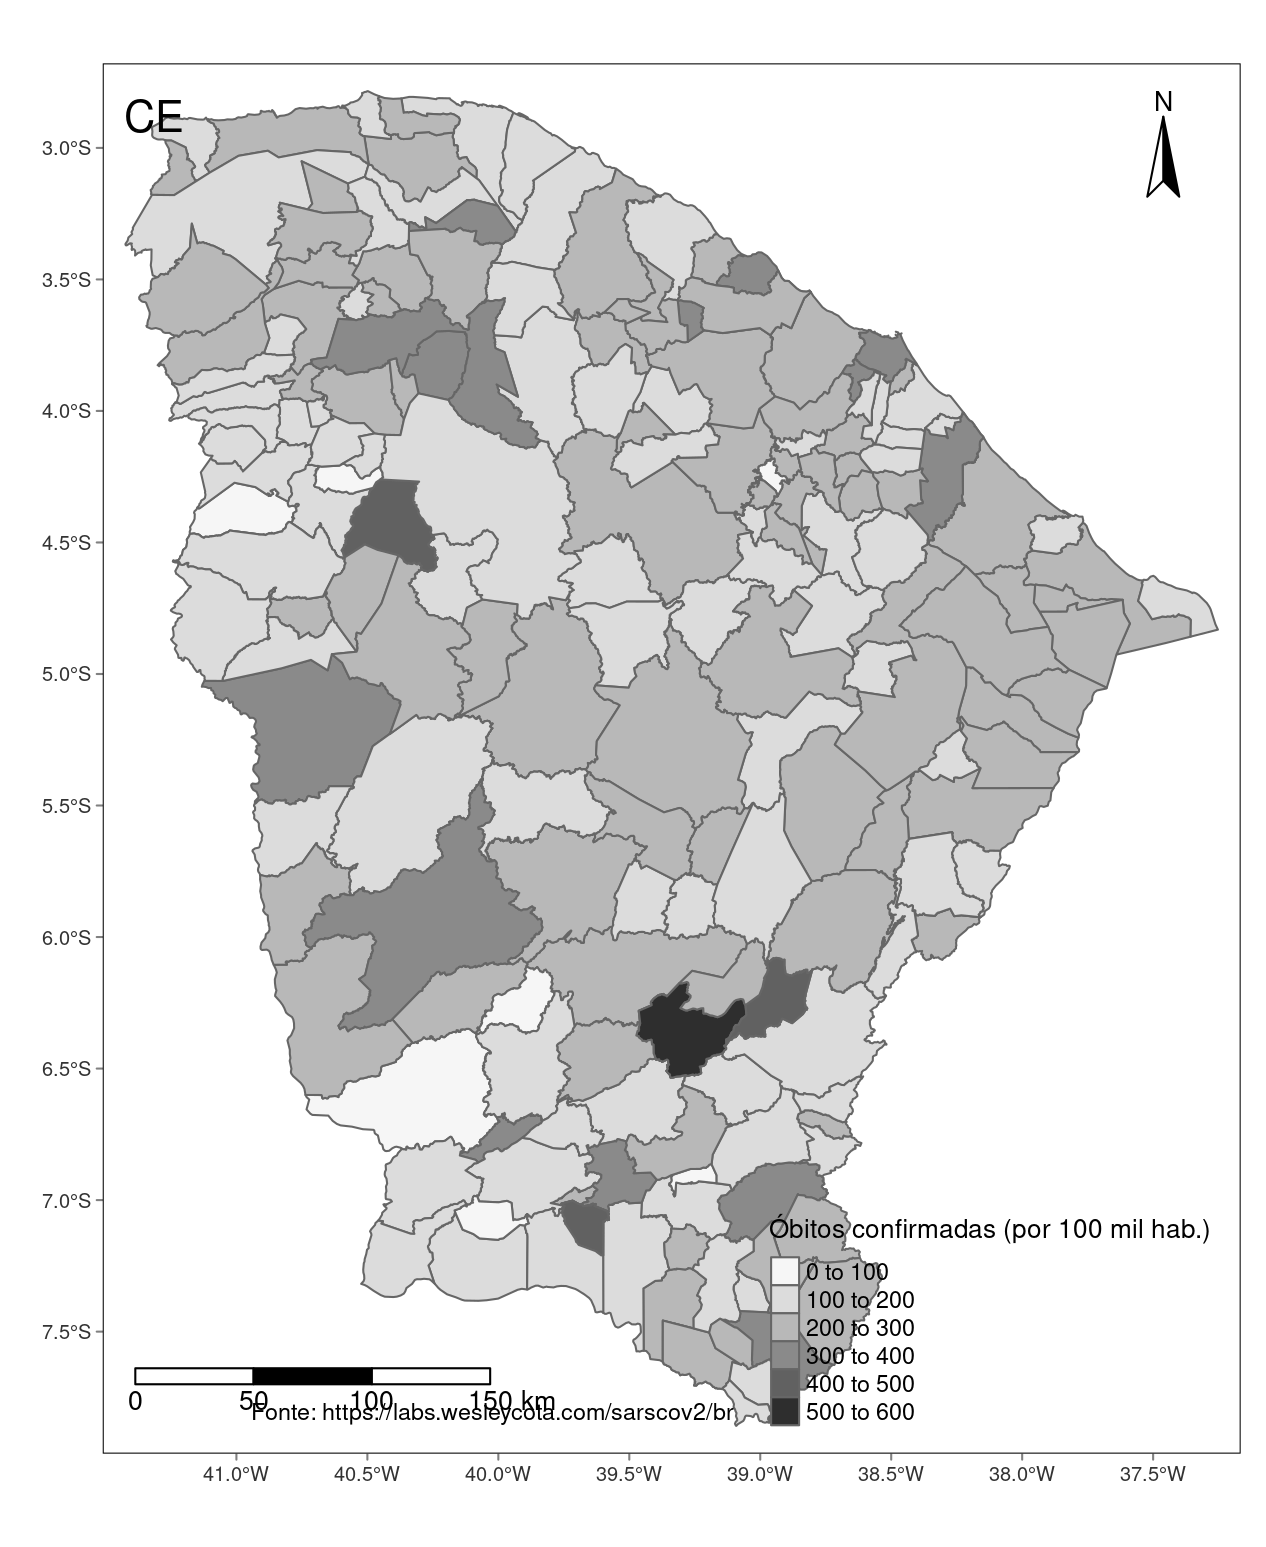 CE
N
3.0°S
3.5°S
4.0°S
4.5°S
5.0°S
5.5°S
6.0°S
6.5°S
7.0°S
7.5°S
Óbitos confirmadas (por 100 mil hab.)
0 to 100
100 to 200
200 to 300
300 to 400
400 to 500
500 to 600
0 50 100 150 km
Fonte: https://labs.wesleycota.com/sarscov2/br
41.0°W 40.5°W 40.0°W 39.5°W 39.0°W 38.5°W 38.0°W 37.5°W